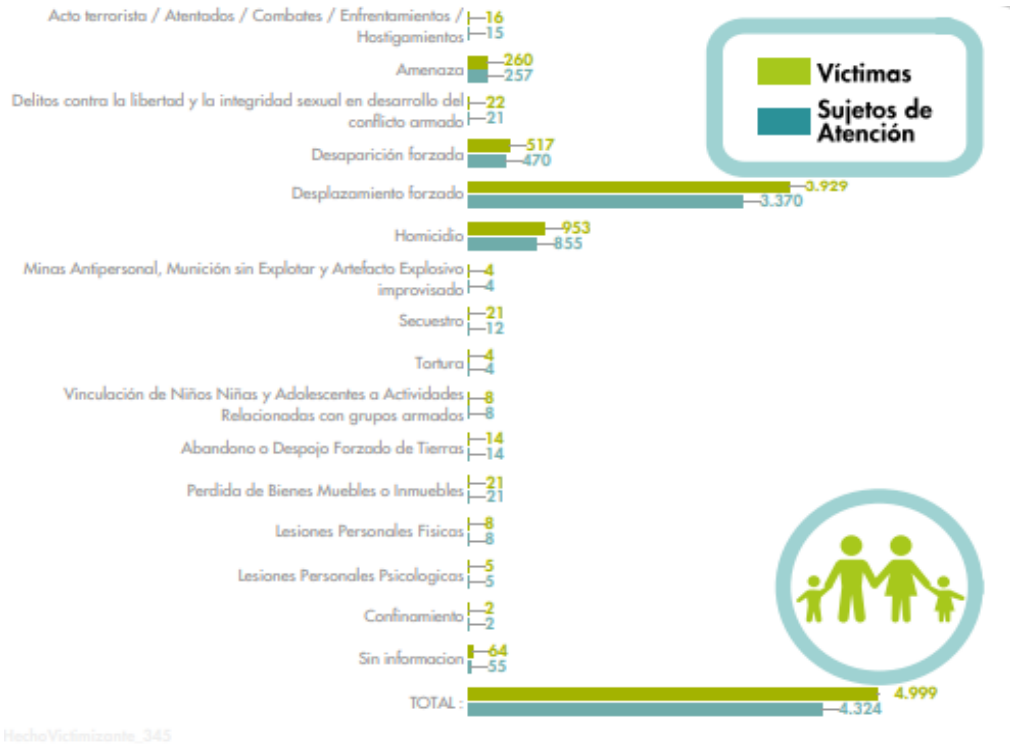 Acto terrorista / Atentados / Combates / Enfrentamientos /
Hostigamientos
16
15
Amenaza
260
257
Delitos contra la libertad y la integridad sexual en desarrollo del
conflicto armado
22
21
Desaparición forzada
517
470
Desplazamiento forzado
3.929
3.370
Homicidio
953
855
Minas Antipersonal, Munición sin Explotar y Artefacto Explosivo
improvisado
4
4
Secuestro
21
12
Tortura
4
4
Vinculación de Niños Niñas y Adolescentes a Actividades
Relacionadas con grupos armados
8
8
Abandono o Despojo Forzado de Tierras
14
14
Perdida de Bienes Muebles o Inmuebles
21
21
Lesiones Personales Fisicas
8
8
Lesiones Personales Psicologicas
5
5
Confinamiento
2
2
Sin informacion
64
55
TOTAL :
4.999
4.324
Víctimas
Sujetos de
Atención
HechoVictimizante_345